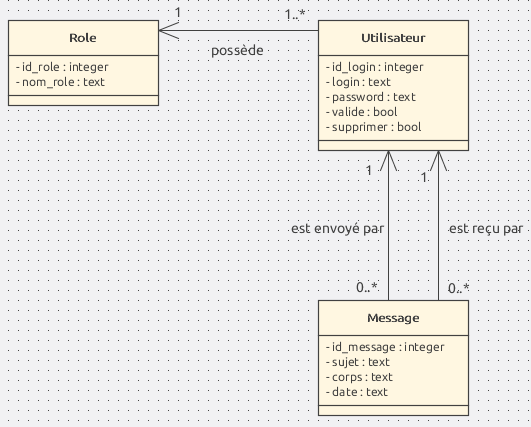 1
1..*
Role
Utilisateur
possède
- id_role : integer
- nom_role : text
- id_login : integer
- login : text
- password : text
- valide : bool
- supprimer : bool
1
1
est envoyé par
est reçu par
0..*
0..*
Message
- id_message : integer
- sujet : text
- corps : text
- date : text